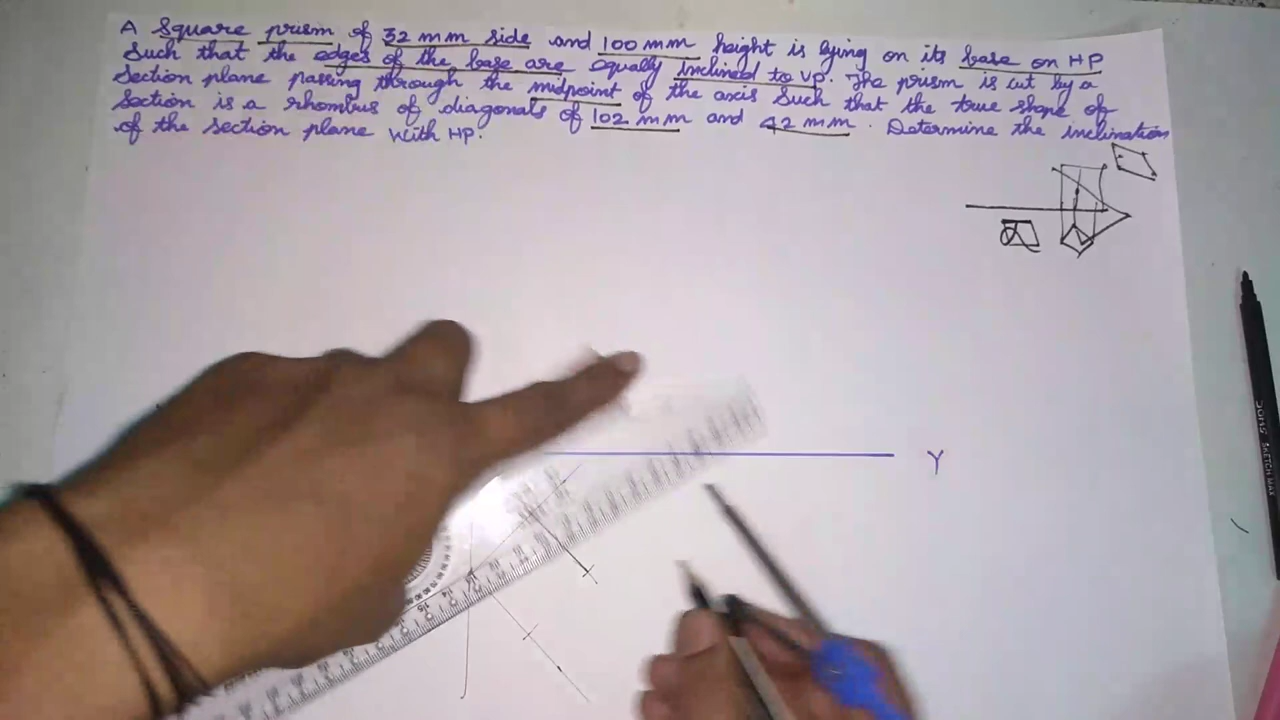 A Square prism of 32 mm side and 100 mm height is lying on its base on HP
Such that the edges of the base are equally inclined to VP. The prism is cut by a
Section plane passing through the midpoint of the axis Such that the true shape of
Section is a rhombus of diagonals of 102 mm and 42 mm. Determine the inclination
of the section plane with HP.
Y
SKETCH MAX